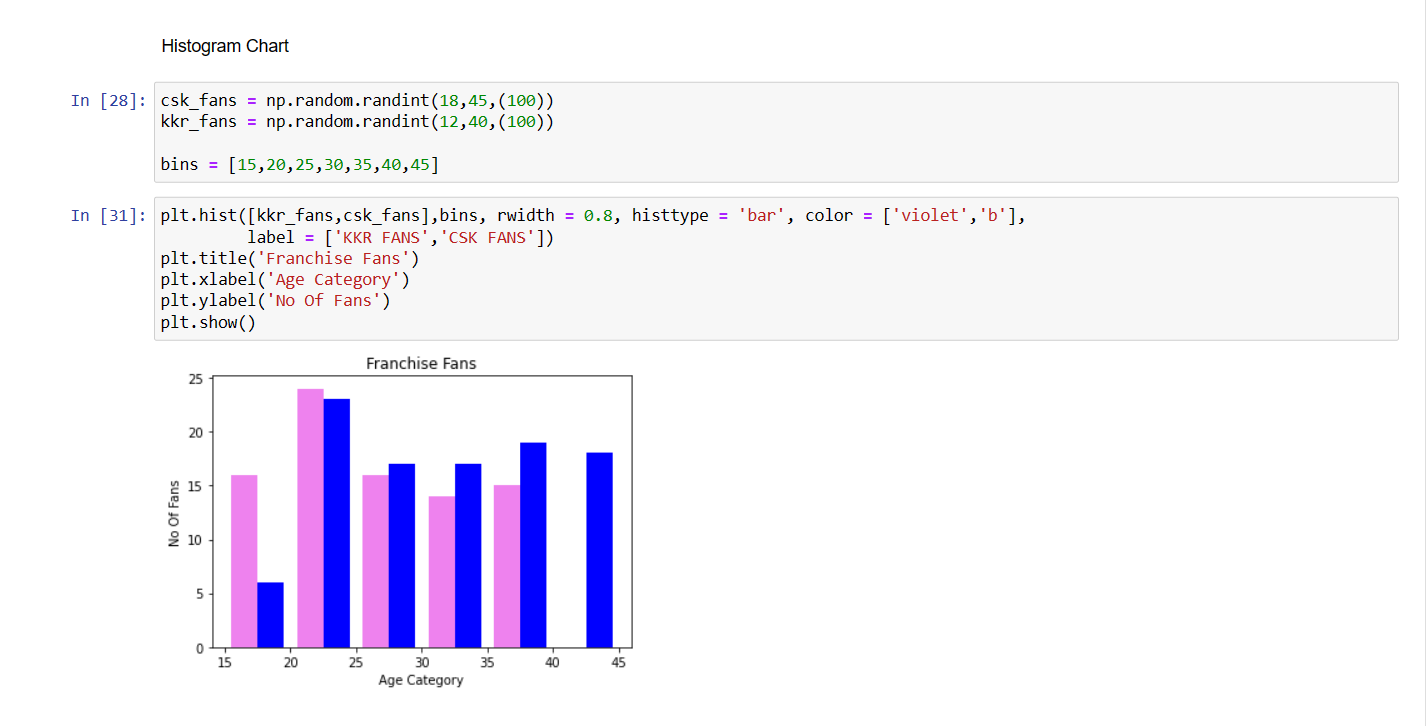 Histogram Chart
In [28]: csk_fans = np.random.randint(18,45,(100))
kkr_fans = np.random.randint(12,40,(100))
bins = [15,20,25,30,35,40,45]
In [31]: plt.hist([kkr_fans,csk_fans],bins, rwidth = 0.8, histtype = 'bar', color = ['violet','b'],
label = ['KKR FANS','CSK FANS'])
plt.title('Franchise Fans')
plt.xlabel('Age Category')
plt.ylabel('No Of Fans')
plt.show()
Franchise Fans
25
20
15
10
5
0
No Of Fans
15 20 25 30 35 40 45
Age Category